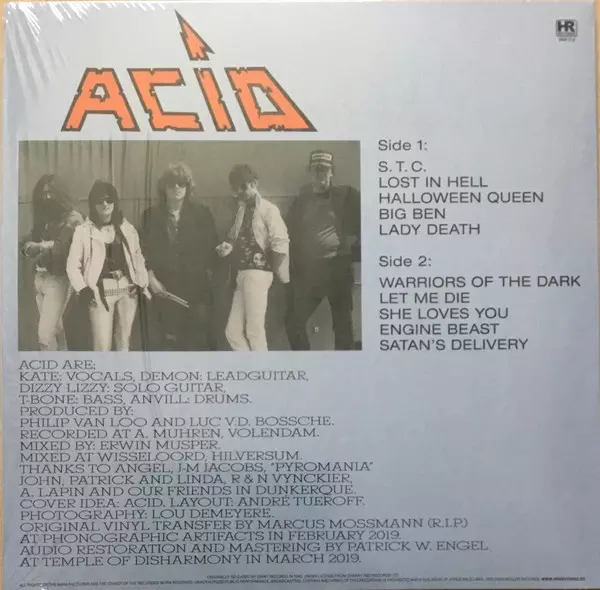 ACID
HR
Side 1:
S.T.C.
LOST IN HELL
HALLOWEEN QUEEN
BIG BEN
LADY DEATH
Side 2:
WARRIORS OF THE DARK
LET ME DIE
SHE LOVES YOU
ENGINE BEAST
SATAN'S DELIVERY
ACID ARE;
KATE: VOCALS, DEMON: LEADGUITAR,
DIZZY LIZZY: SOLO GUITAR,
T-BONE: BASS, ANVILL: DRUMS.
PRODUCED BY:
PHILIP VAN LOO AND LUC V.D. BOSSCHE.
RECORDED AT A. MUHREN, VOLENDAM.
MIXED BY: ERWIN MUSPER.
MIXED AT WISSELOORD, HILVERSUM.
THANKS TO ANGEL, J-M JACOBS, "PYROMANIA"
JOHN, PATRICK AND LINDA, R & N VYNCKIER,
A. LAPIN AND OUR FRIENDS IN DUNKERQUE.
COVER IDEA: ACID. LAYOUT: ANDRÉ TUEROFF.
PHOTOGRAPHY: LOU DEMEYERE.
ORIGINAL VINYL TRANSFER BY MARCUS MOSSMANN (R.I.P.)
AT PHONOGRAPHIC ARTIFACTS IN FEBRUARY 2019.
AUDIO RESTORATION AND MASTERING BY PATRICK W. ENGEL
AT TEMPLE OF DISHARMONY IN MARCH 2019.